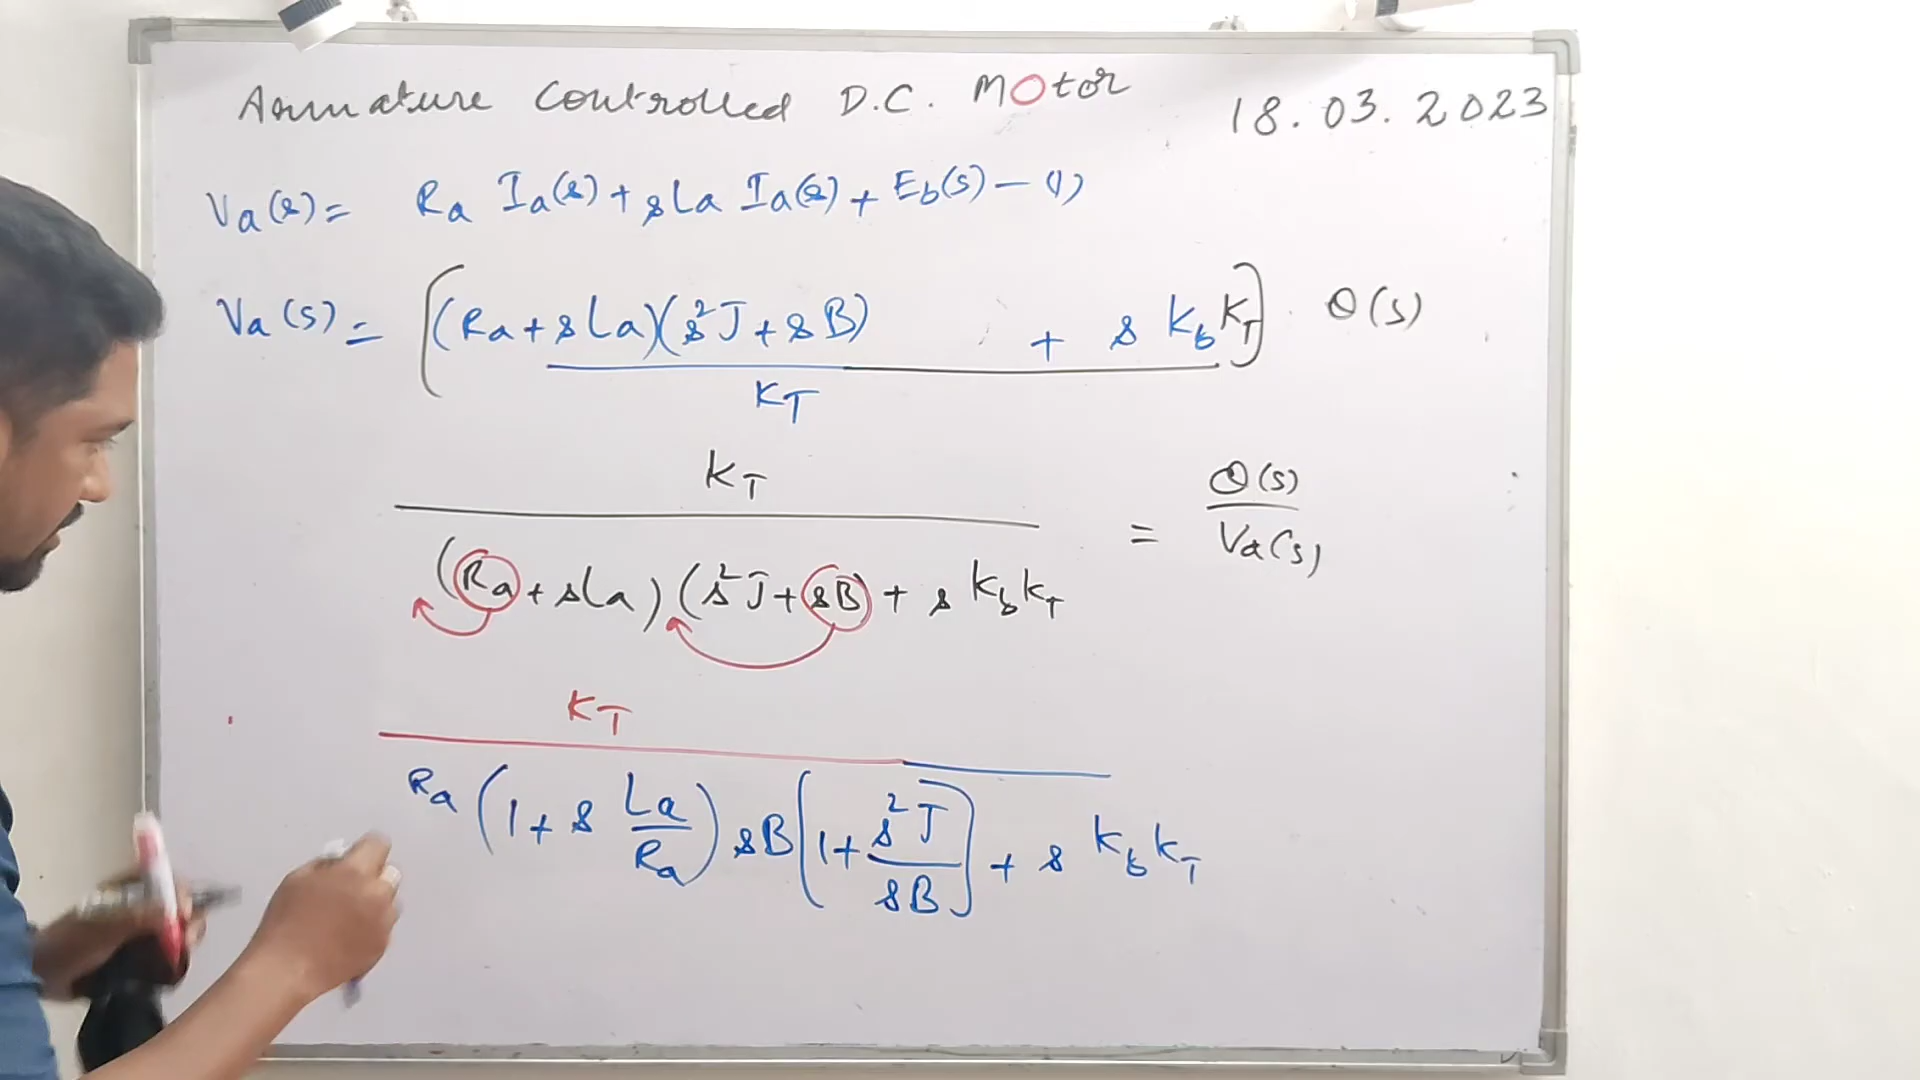 Armature Controlled D.C. Motor 18.03.2023
Va(s) = Ra Ia(s) + sLa Ia(s) + Eb(s) — (1)
Va(s) = [(Ra + sLa)(s²J + sB) + s Kb KT] . θ(s)
KT
KT
(Ra + sLa) (s²J + sB) + s Kb KT = θ(s) / Va(s)
KT
Ra (1 + s La/Ra) sB [1 + s²J/sB] + s Kb KT